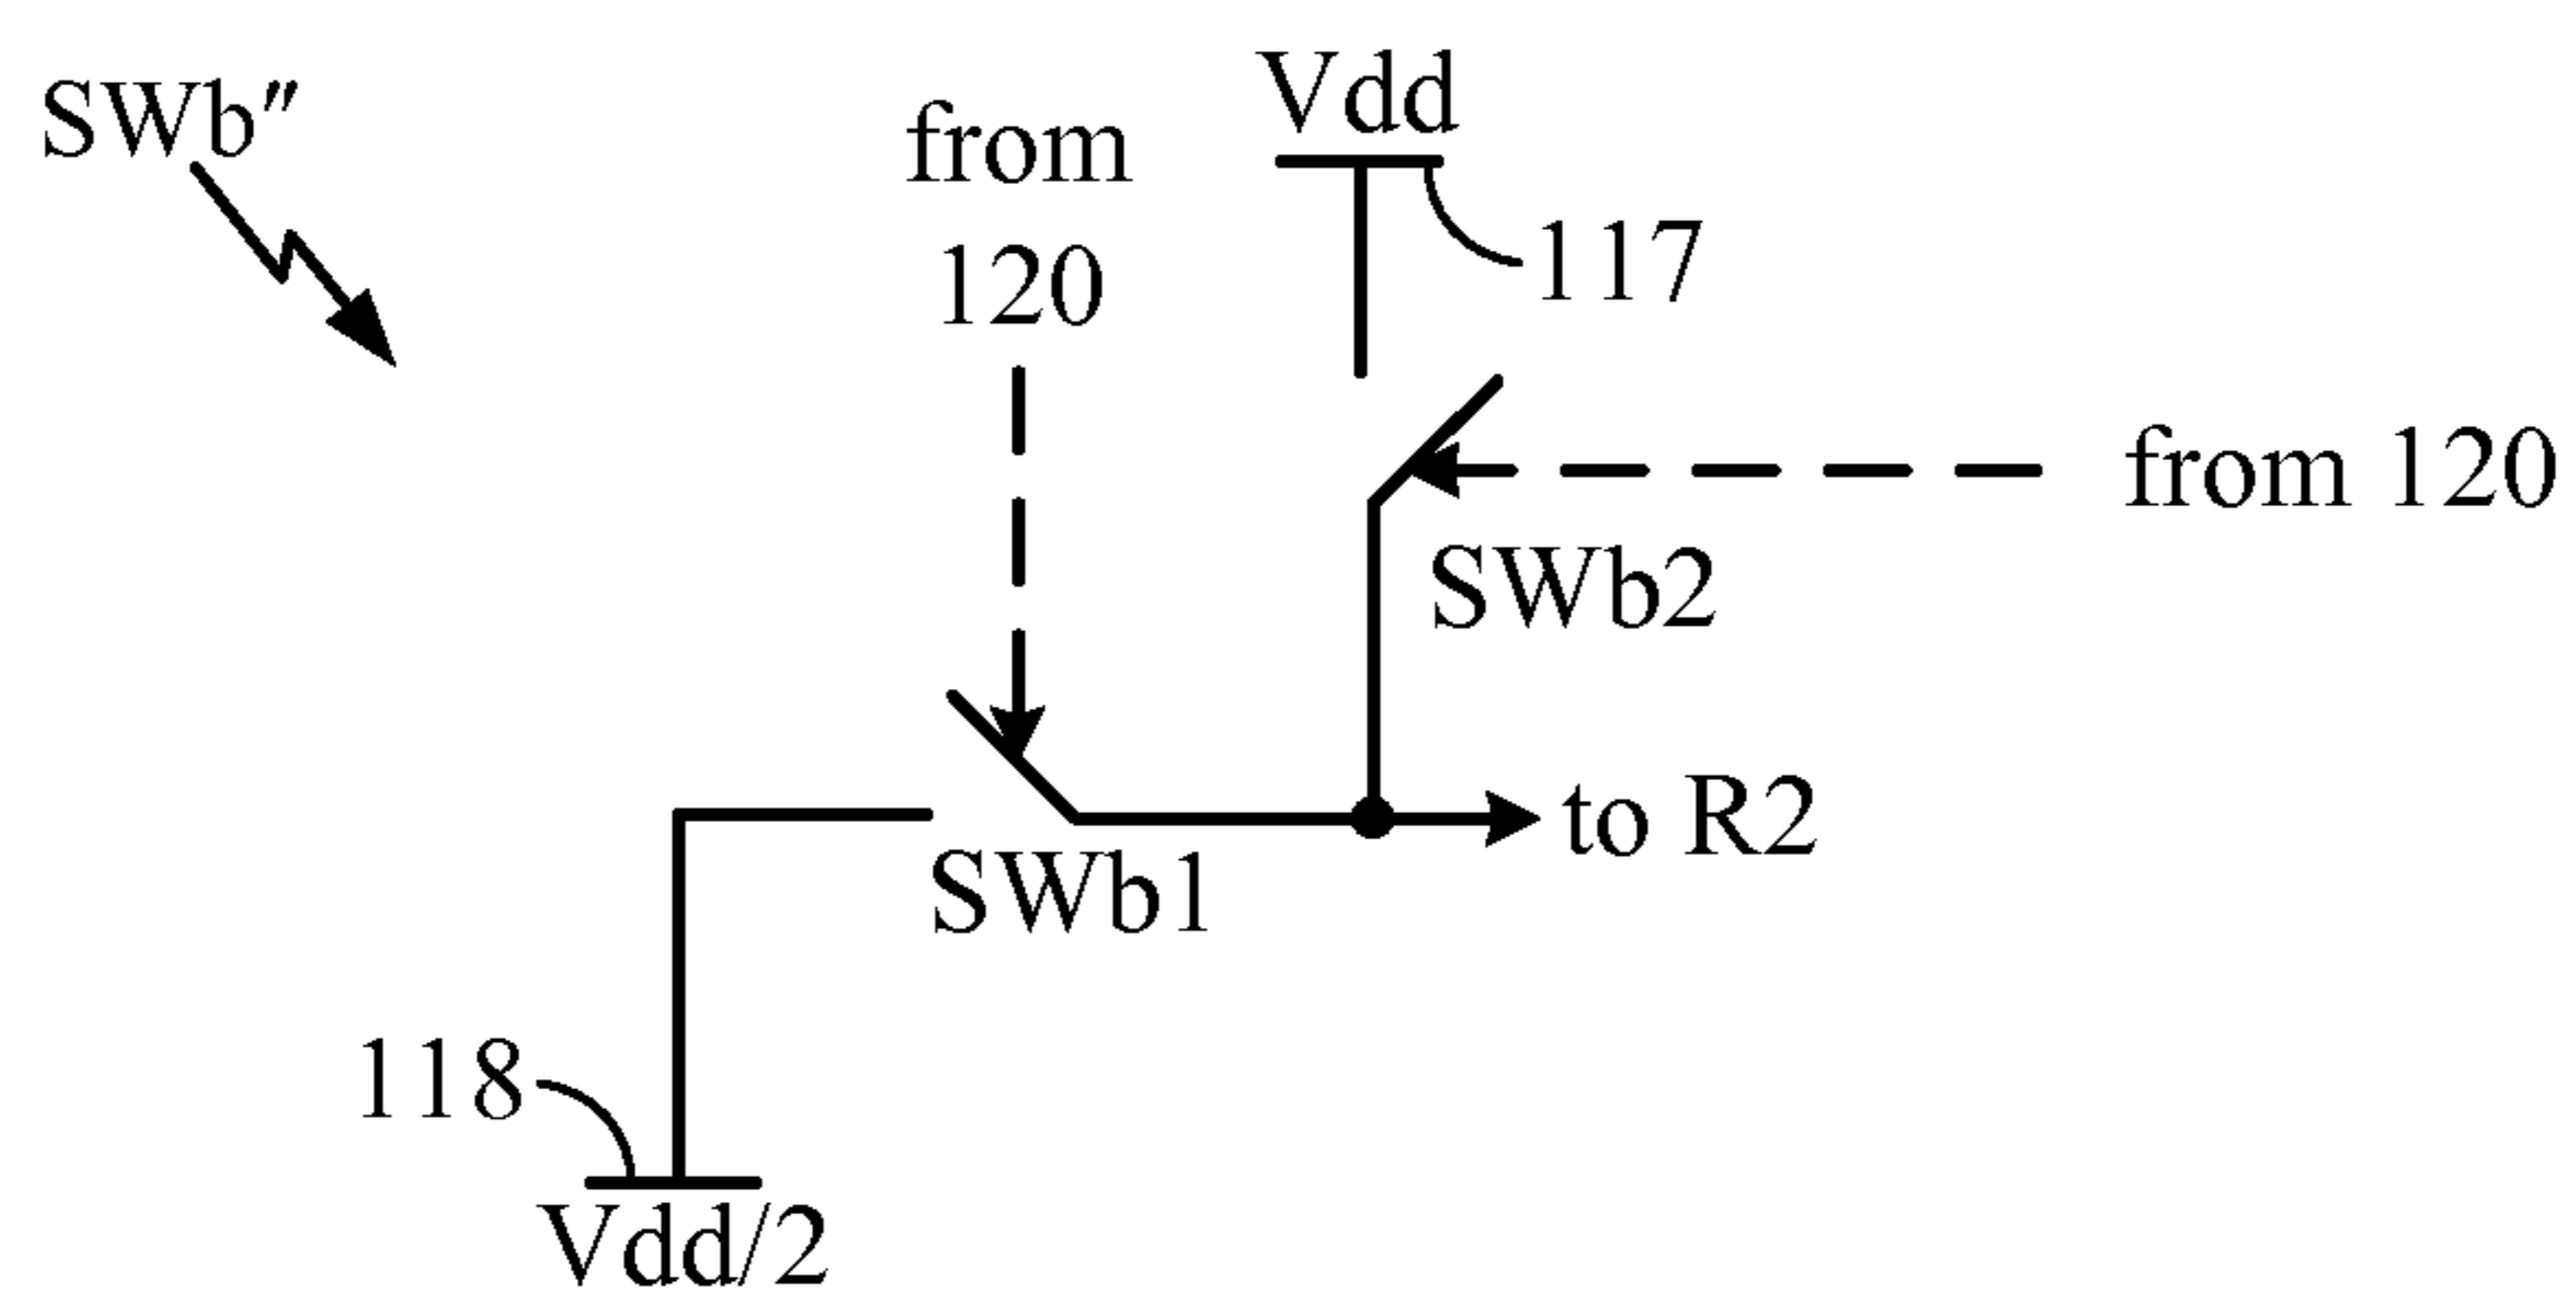 SWb″
from
120
Vdd
117
from 120
SWb2
to R2
SWb1
118
Vdd/2